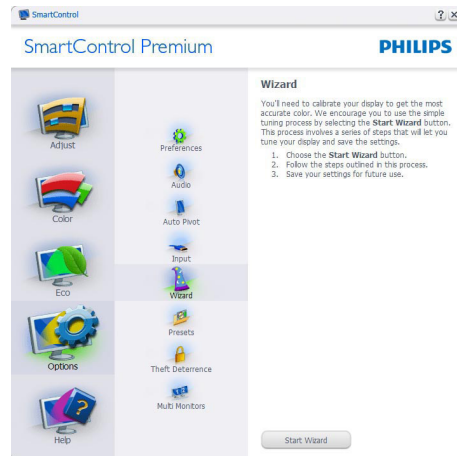 SmartControl
SmartControl Premium
PHILIPS
Adjust
Color
Eco
Options
Help
Preferences
Audio
Auto Pivot
Input
Wizard
Presets
Theft Deterrence
Multi Monitors
Wizard
You'll need to calibrate your display to get the most
accurate color. We encourage you to use the simple
tuning process by selecting the Start Wizard button.
This process involves a series of steps that will let you
tune your display and save the settings.
1. Choose the Start Wizard button.
2. Follow the steps outlined in this process.
3. Save your settings for future use.
Start Wizard